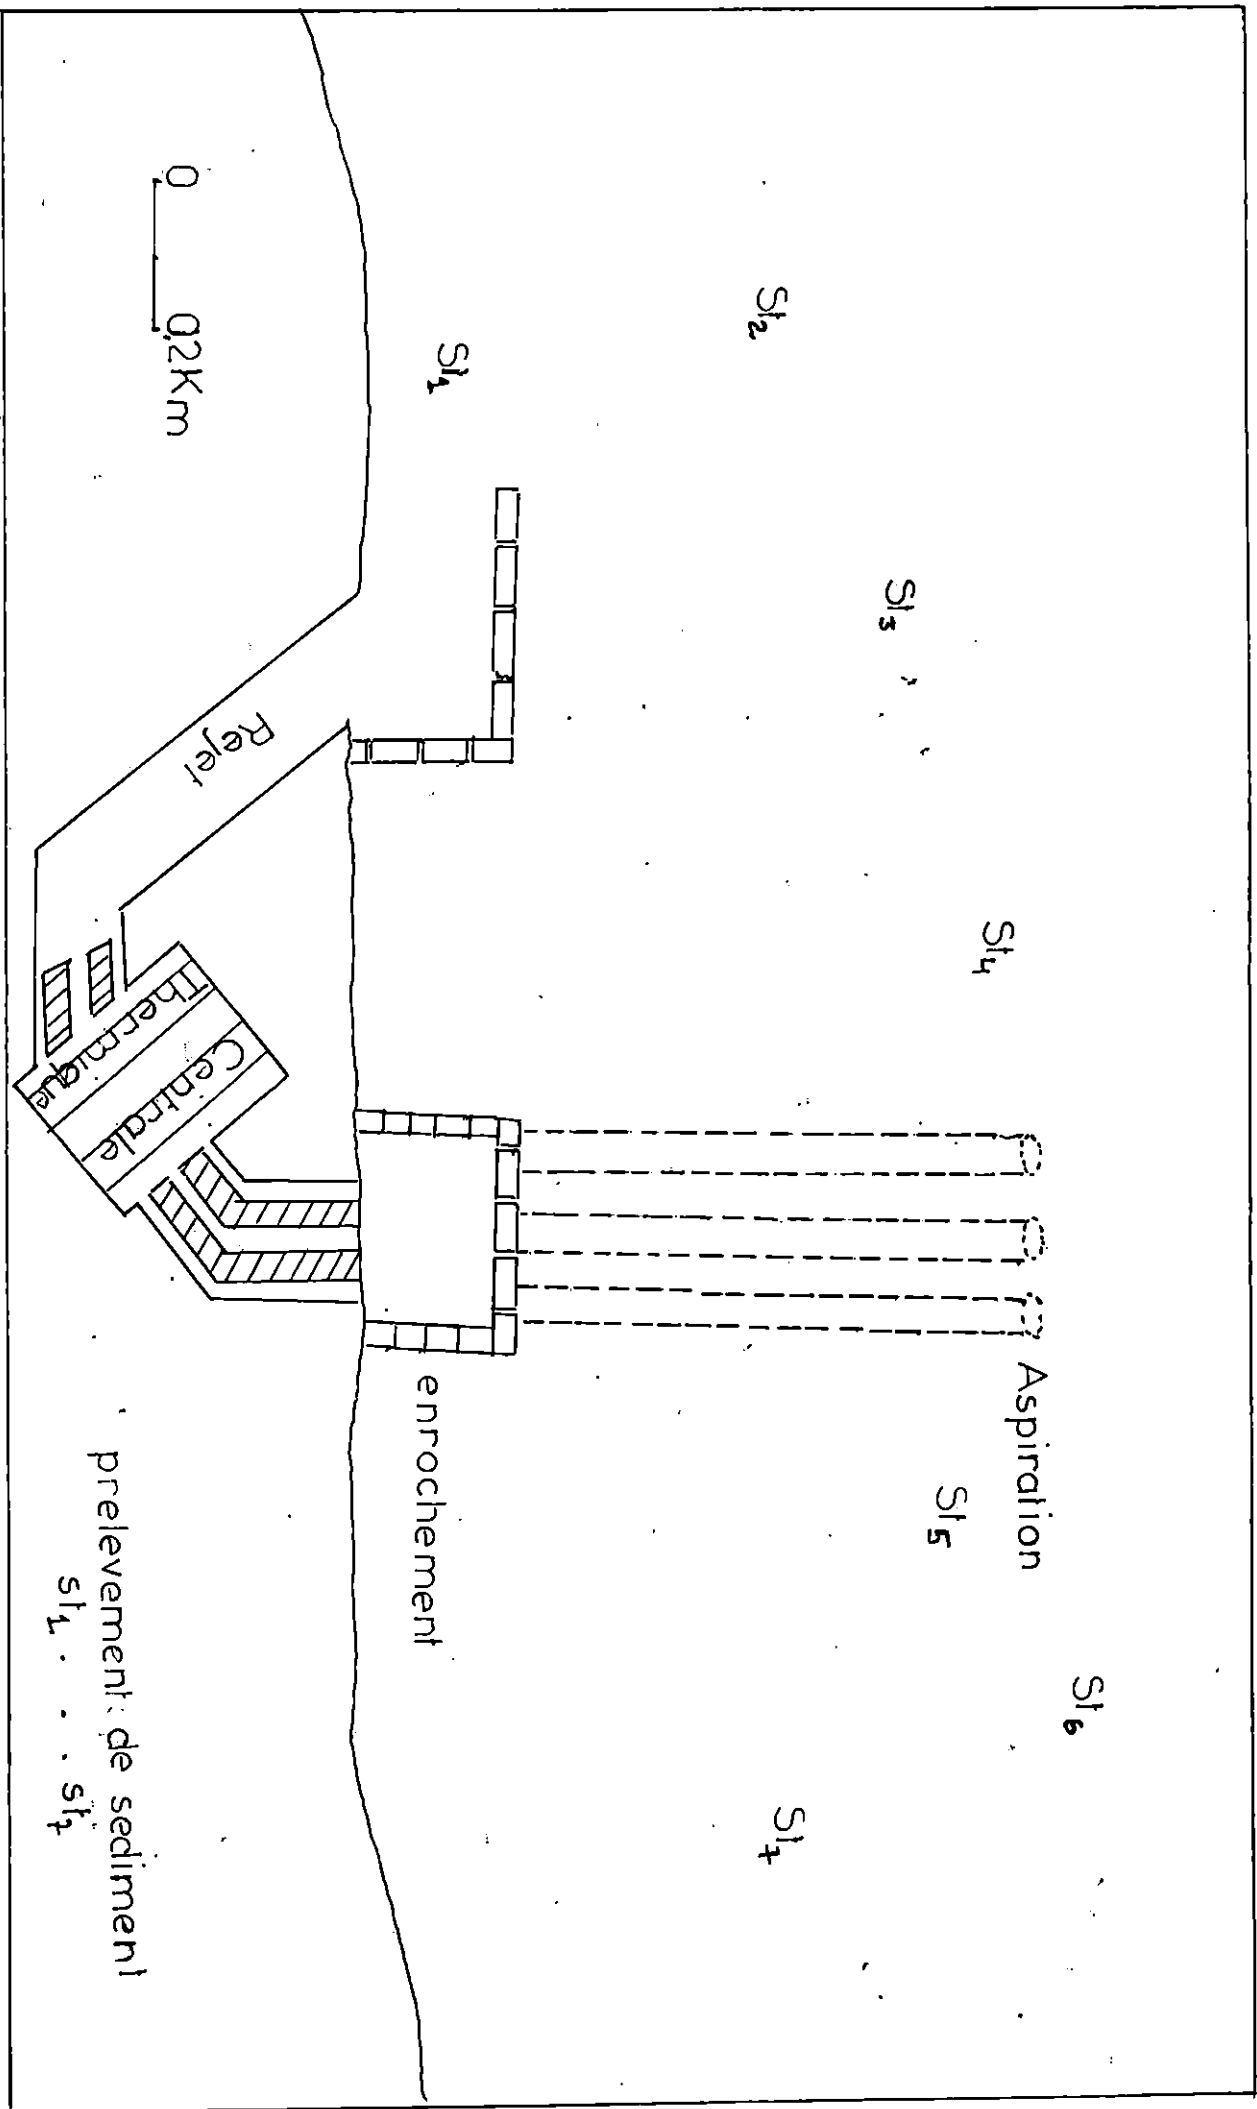 St6
St4
Aspiration
St3
St5
St2
St7
St1
enrochement
Rejet
Centrale
Thermique
0 0,2Km
prelevement de sediment
st1 . . . st7